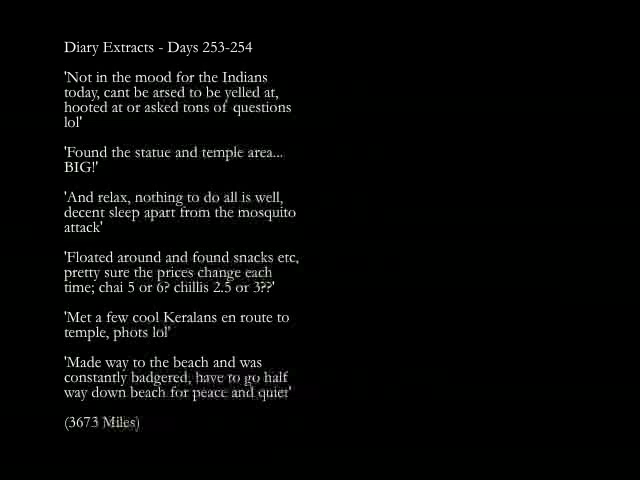 Diary Extracts - Days 253-254
'Not in the mood for the Indians
today, cant be arsed to be yelled at,
hooted at or asked tons of questions
lol'
'Found the statue and temple area...
BIG!'
'And relax, nothing to do all is well,
decent sleep apart from the mosquito
attack'
'Floated around and found snacks etc,
pretty sure the prices change each
time; chai 5 or 6? chillis 2.5 or 3??'
'Met a few cool Keralans en route to
temple, phots lol'
'Made way to the beach and was
constantly badgered, have to go half
way down beach for peace and quiet'
(3673 Miles)